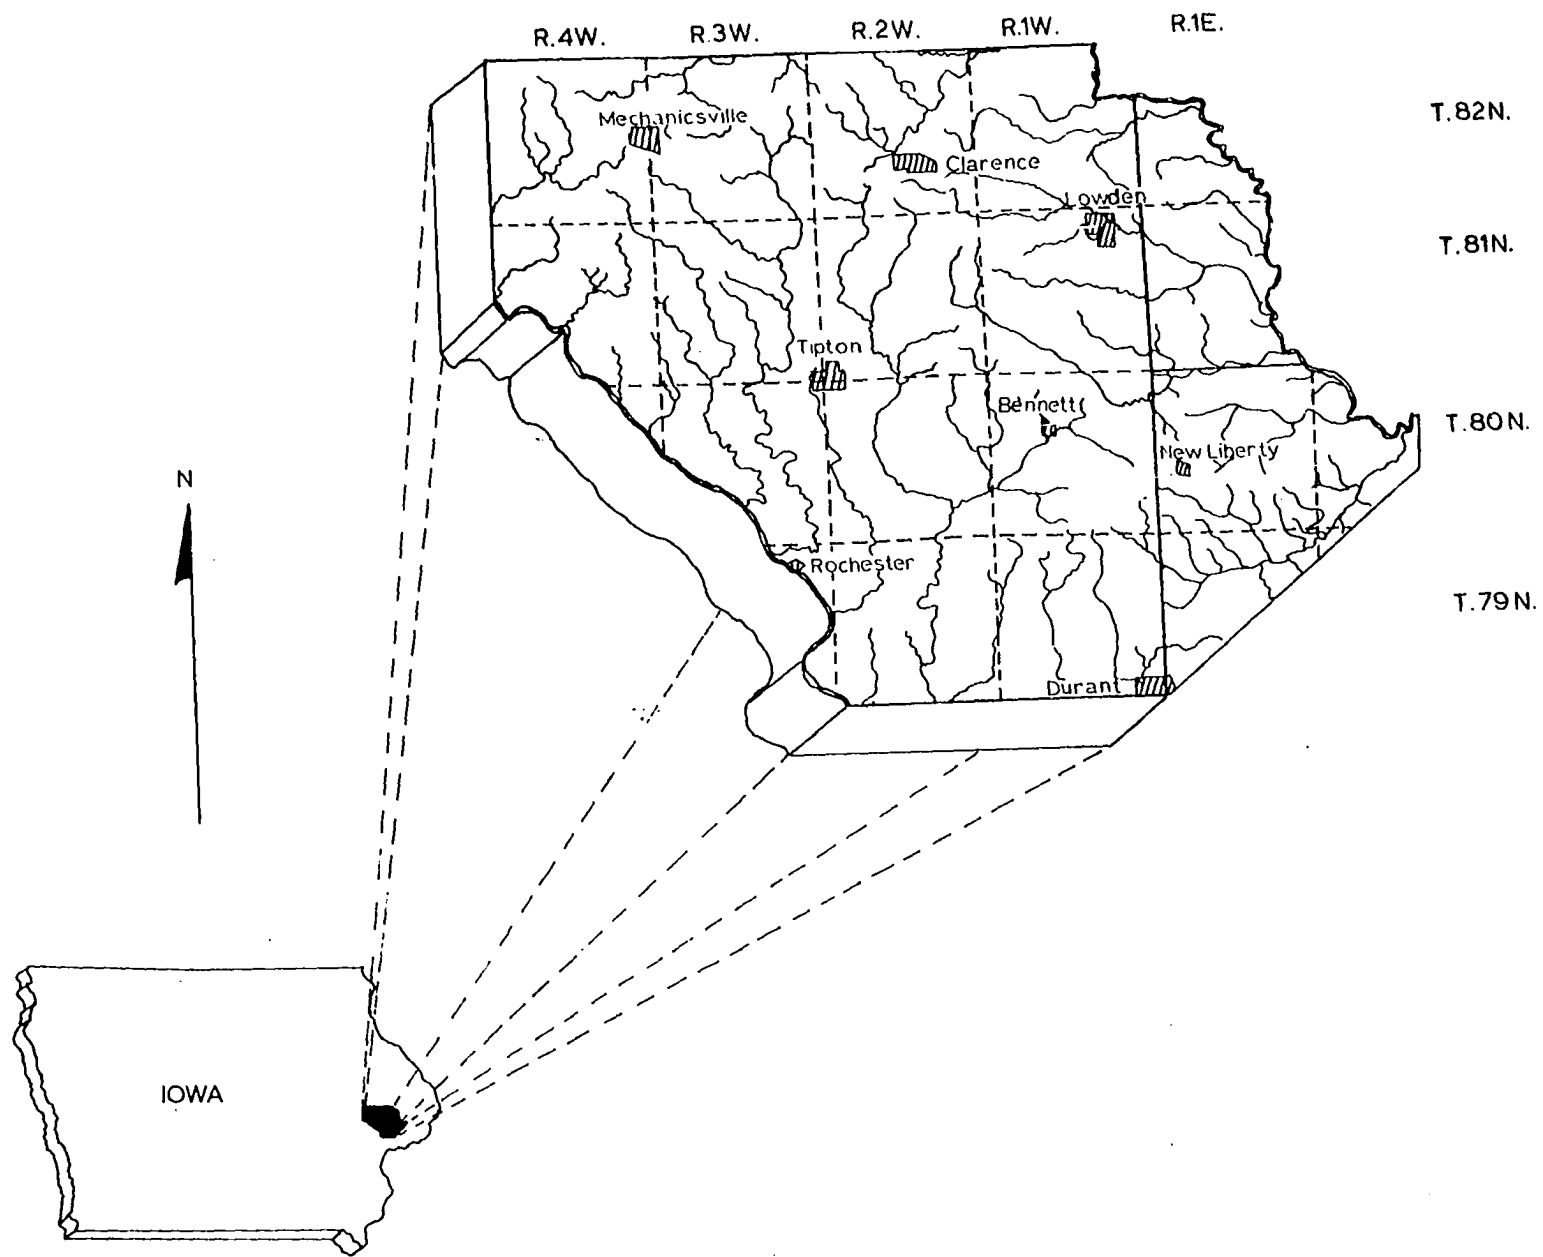 R.4W. R.3W. R.2W. R.1W. R.1E.
T.82N.
Mechanicsville
Clarence
Lowden
T.81N.
Tipton
Bennett
T.80N.
New Liberty
N
Rochester
T.79N.
Durant
IOWA